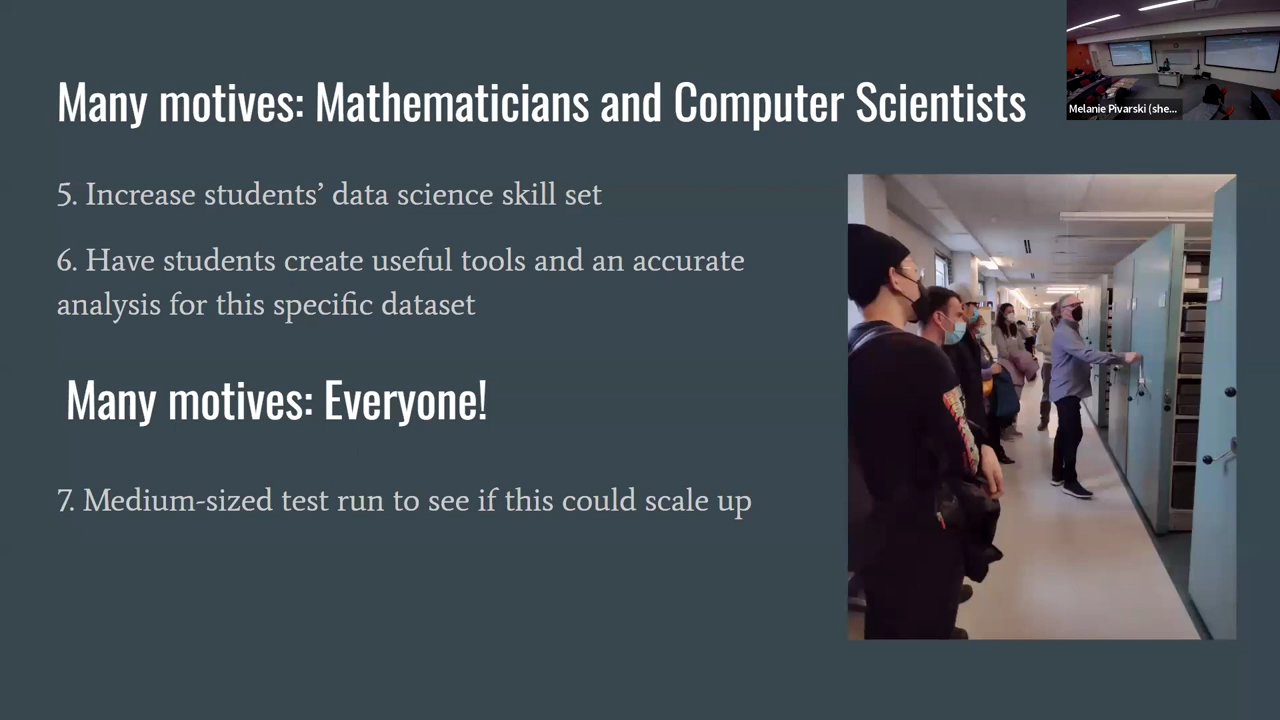 Many motives: Mathematicians and Computer Scientists
Melanie Pivarski (she...
5. Increase students’ data science skill set
6. Have students create useful tools and an accurate
analysis for this specific dataset
Many motives: Everyone!
7. Medium-sized test run to see if this could scale up